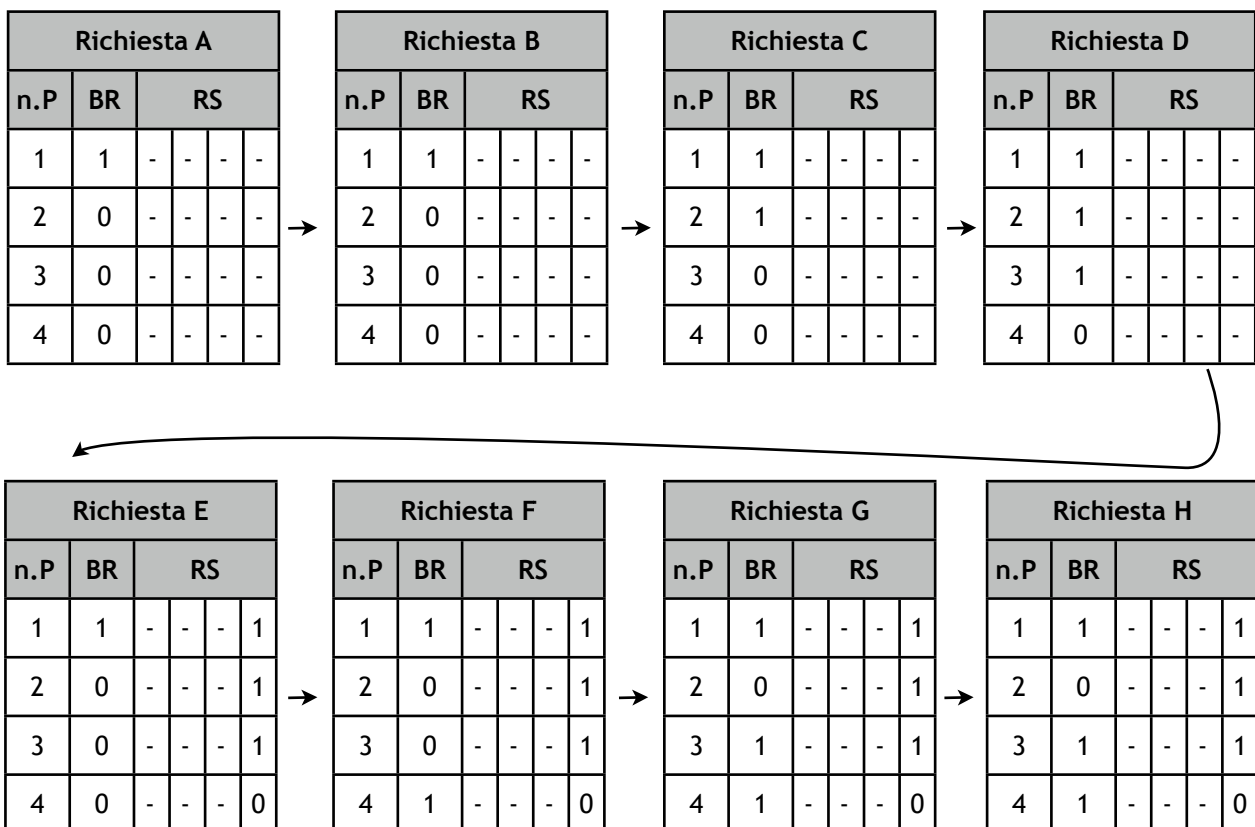 Richiesta A
n.P BR RS
1 1 - - - -
2 0 - - - -
3 0 - - - -
4 0 - - - -
Richiesta B
n.P BR RS
1 1 - - - -
2 0 - - - -
3 0 - - - -
4 0 - - - -
Richiesta C
n.P BR RS
1 1 - - - -
2 1 - - - -
3 0 - - - -
4 0 - - - -
Richiesta D
n.P BR RS
1 1 - - - -
2 1 - - - -
3 1 - - - -
4 0 - - - -
Richiesta E
n.P BR RS
1 1 - - - 1
2 0 - - - 1
3 0 - - - 1
4 0 - - - 0
Richiesta F
n.P BR RS
1 1 - - - 1
2 0 - - - 1
3 0 - - - 1
4 1 - - - 0
Richiesta G
n.P BR RS
1 1 - - - 1
2 0 - - - 1
3 1 - - - 1
4 1 - - - 0
Richiesta H
n.P BR RS
1 1 - - - 1
2 0 - - - 1
3 1 - - - 1
4 1 - - - 0